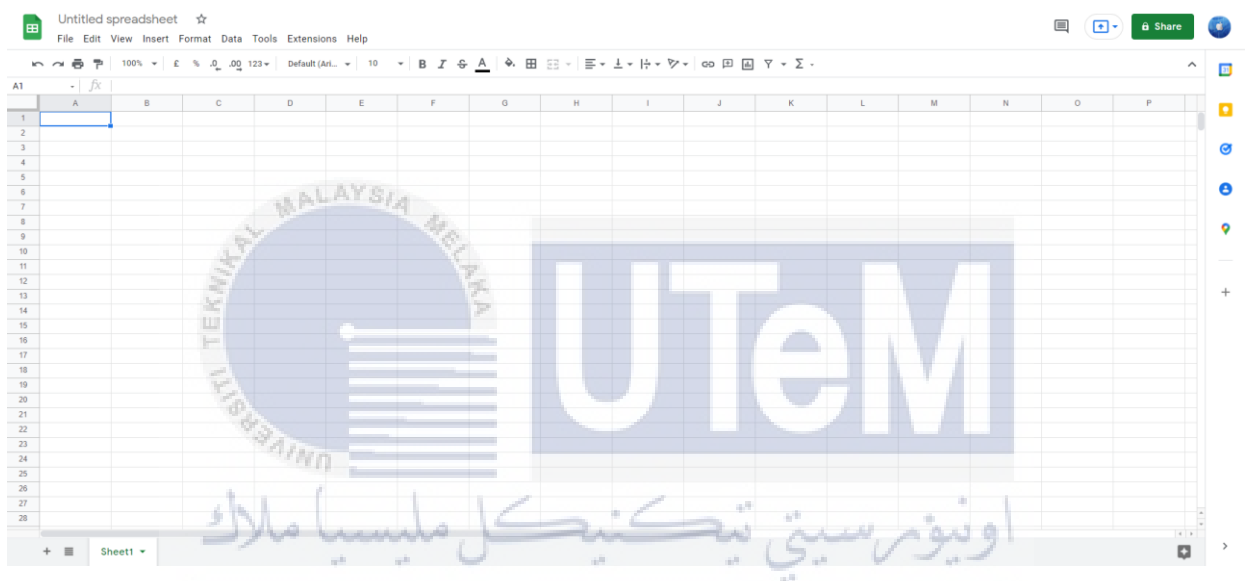 Untitled spreadsheet
File Edit View Insert Format Data Tools Extensions Help
Share
100% £ % .0 .00 123 Default (Ari... 10 B I S A
A1 fx
A B C D E F G H I J K L M N O P
1
2
3
4
5
6
7
8
9
10
11
12
13
14
15
16
17
18
19
20
21
22
23
24
25
26
27
28
UNIVERSITI TEKNIKAL MALAYSIA MELAKA
UTeM
اونيۏرسيتي تيكنيكل مليسيا ملاك
+ Sheet1